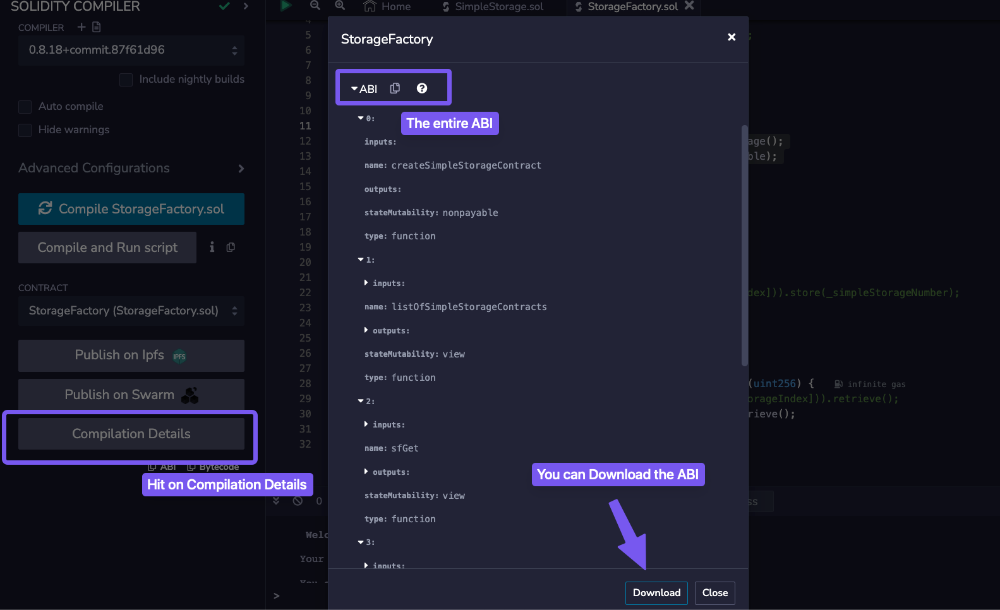 SOLIDITY COMPILER
COMPILER
0.8.18+commit.87f61d96
Include nightly builds
Auto compile
Hide warnings
Advanced Configurations
Compile StorageFactory.sol
Compile and Run script
CONTRACT
StorageFactory (StorageFactory.sol)
Publish on Ipfs
IPFS
Publish on Swarm
Compilation Details
ABI Bytecode
Hit on Compilation Details
Home
SimpleStorage.sol
StorageFactory.sol
5
6
7
8
9
10
11
12
13
14
15
16
17
18
19
20
21
22
23
24
25
26
27
28
29
30
31
32
;
age();
ble);
dex])).store(_simpleStorageNumber);
(uint256) { infinite gas
orageIndex])).retrieve();
rieve();
0
ss
Welc
Your
>
StorageFactory
ABI
The entire ABI
0:
inputs:
name: createSimpleStorageContract
outputs:
stateMutability: nonpayable
type: function
1:
inputs:
name: listOfSimpleStorageContracts
outputs:
stateMutability: view
type: function
2:
inputs:
name: sfGet
outputs:
stateMutability: view
type: function
3:
inputs:
You can Download the ABI
Download
Close